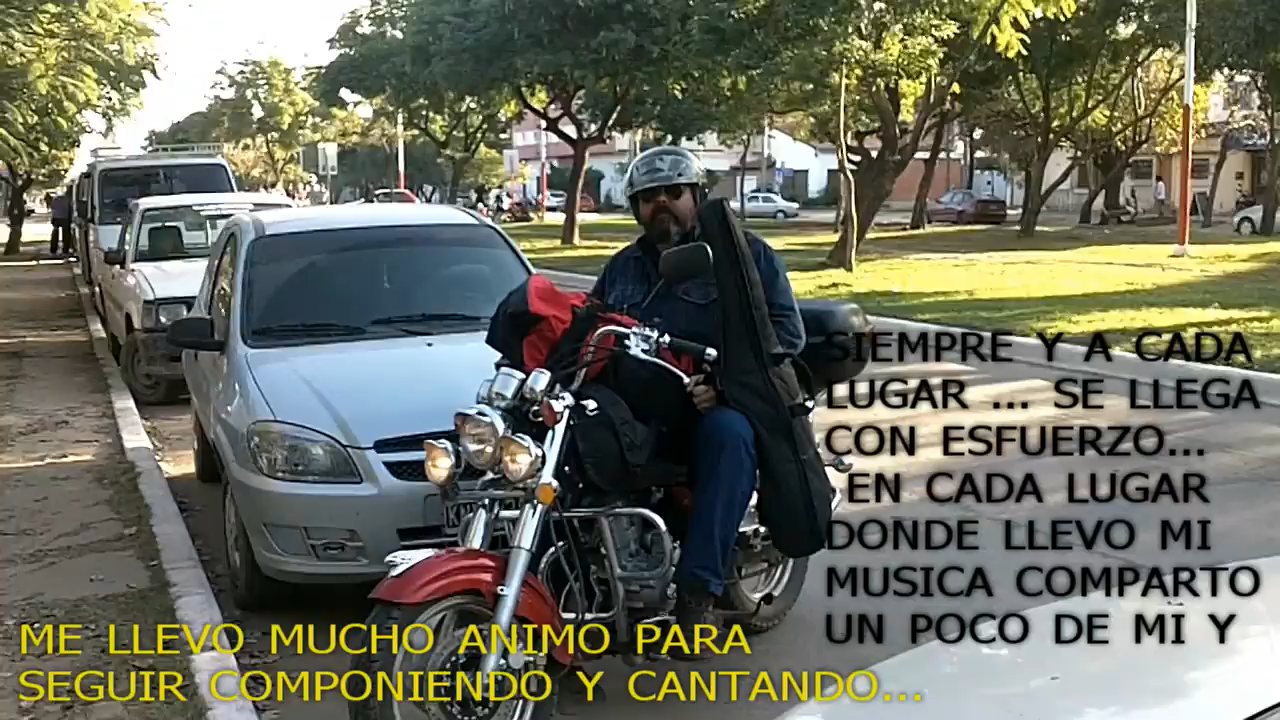 SIEMPRE Y A CADA
LUGAR ... SE LLEGA
CON ESFUERZO...
EN CADA LUGAR
DONDE LLEVO MI
MUSICA COMPARTO
UN POCO DE MI Y
ME LLEVO MUCHO ANIMO PARA
SEGUIR COMPONIENDO Y CANTANDO...